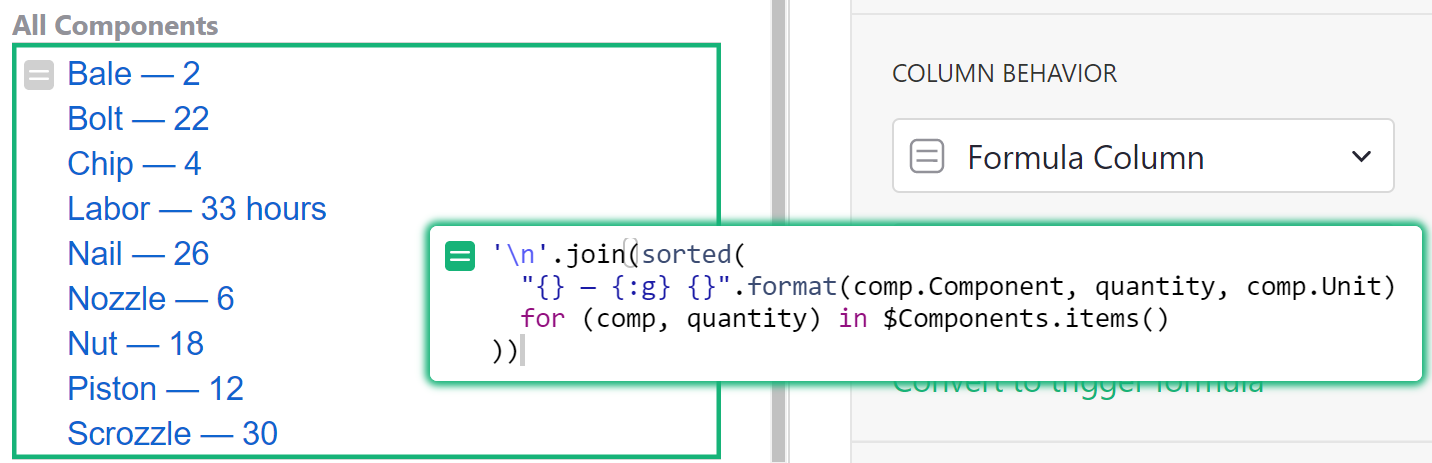 All Components
Bale — 2
Bolt — 22
Chip — 4
Labor — 33 hours
Nail — 26
Nozzle — 6
Nut — 18
Piston — 12
Scrozzle — 30
COLUMN BEHAVIOR
Formula Column
'\n'.join(sorted(
"{} — {:g} {}".format(comp.Component, quantity, comp.Unit)
for (comp, quantity) in $Components.items()
))
Convert to trigger formula